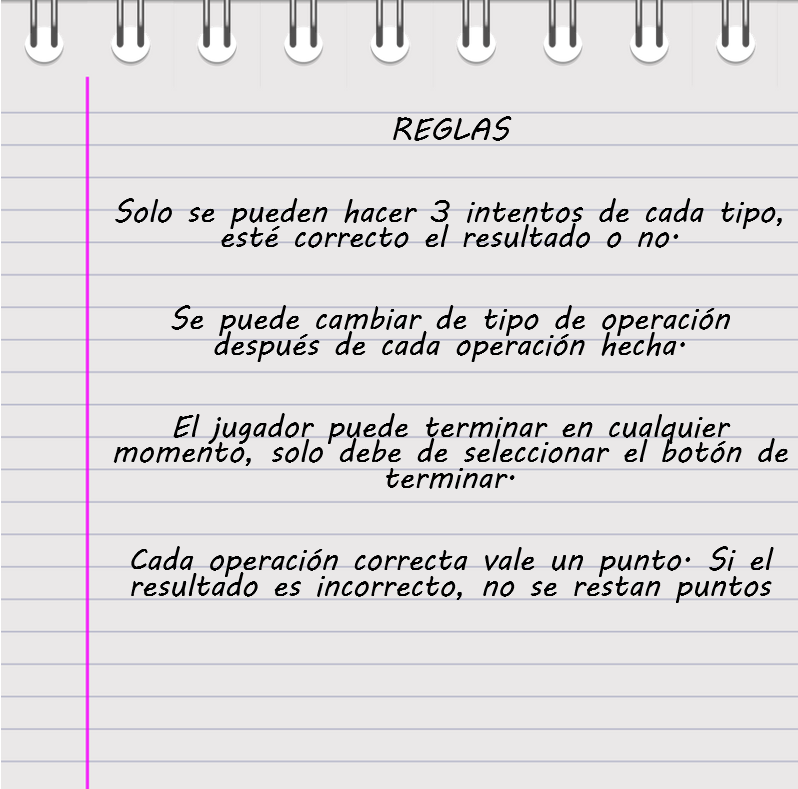 REGLAS
Solo se pueden hacer 3 intentos de cada tipo,
esté correcto el resultado o no.
Se puede cambiar de tipo de operación
después de cada operación hecha.
El jugador puede terminar en cualquier
momento, solo debe de seleccionar el botón de
terminar.
Cada operación correcta vale un punto. Si el
resultado es incorrecto, no se restan puntos